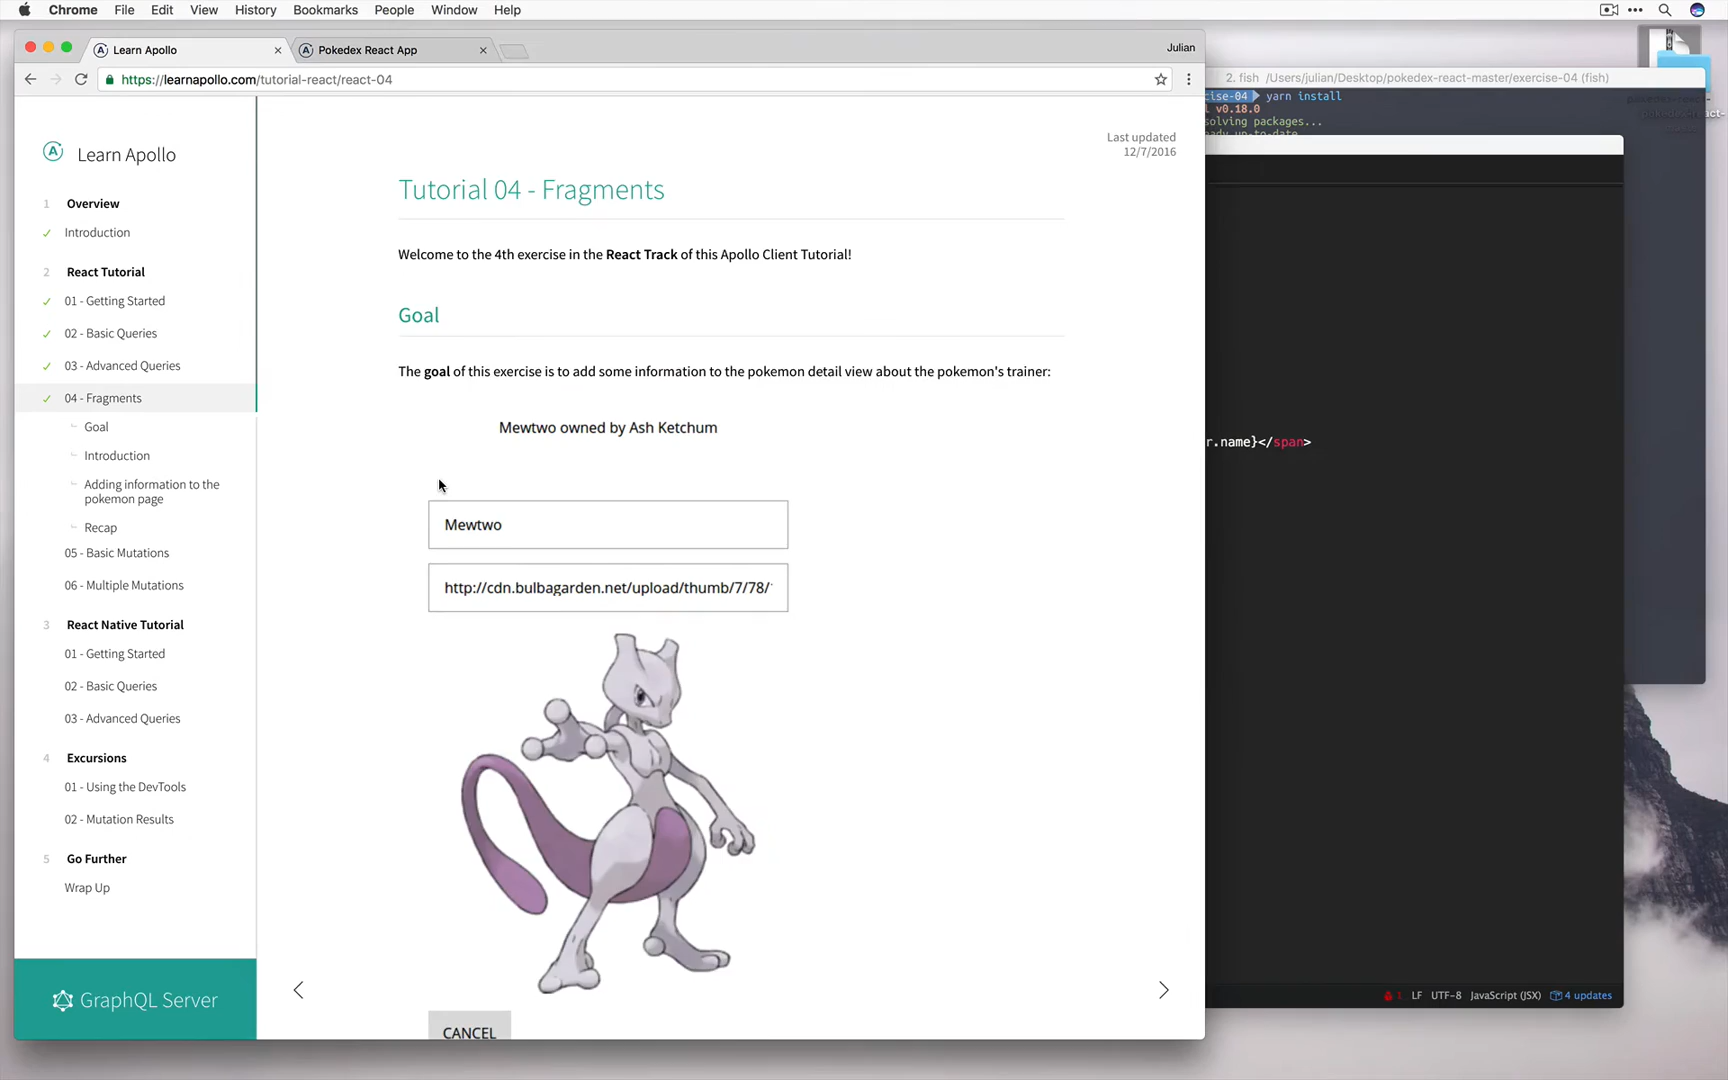 Chrome File Edit View History Bookmarks People Window Help
Learn Apollo
Pokedex React App
Julian
https://learnapollo.com/tutorial-react/react-04
2. fish /Users/julian/Desktop/pokedex-react-master/exercise-04 (fish)
cise-04 yarn install
v0.18.0
solving packages...
eady up-to-date
Learn Apollo
1 Overview
Introduction
2 React Tutorial
01 - Getting Started
02 - Basic Queries
03 - Advanced Queries
04 - Fragments
Goal
Introduction
Adding information to the
pokemon page
Recap
05 - Basic Mutations
06 - Multiple Mutations
3 React Native Tutorial
01 - Getting Started
02 - Basic Queries
03 - Advanced Queries
4 Excursions
01 - Using the DevTools
02 - Mutation Results
5 Go Further
Wrap Up
GraphQL Server
Last updated
12/7/2016
Tutorial 04 - Fragments
Welcome to the 4th exercise in the React Track of this Apollo Client Tutorial!
Goal
The goal of this exercise is to add some information to the pokemon detail view about the pokemon's trainer:
Mewtwo owned by Ash Ketchum
Mewtwo
http://cdn.bulbagarden.net/upload/thumb/7/78/
CANCEL
r.name}</span>
1 LF UTF-8 JavaScript (JSX) 4 updates